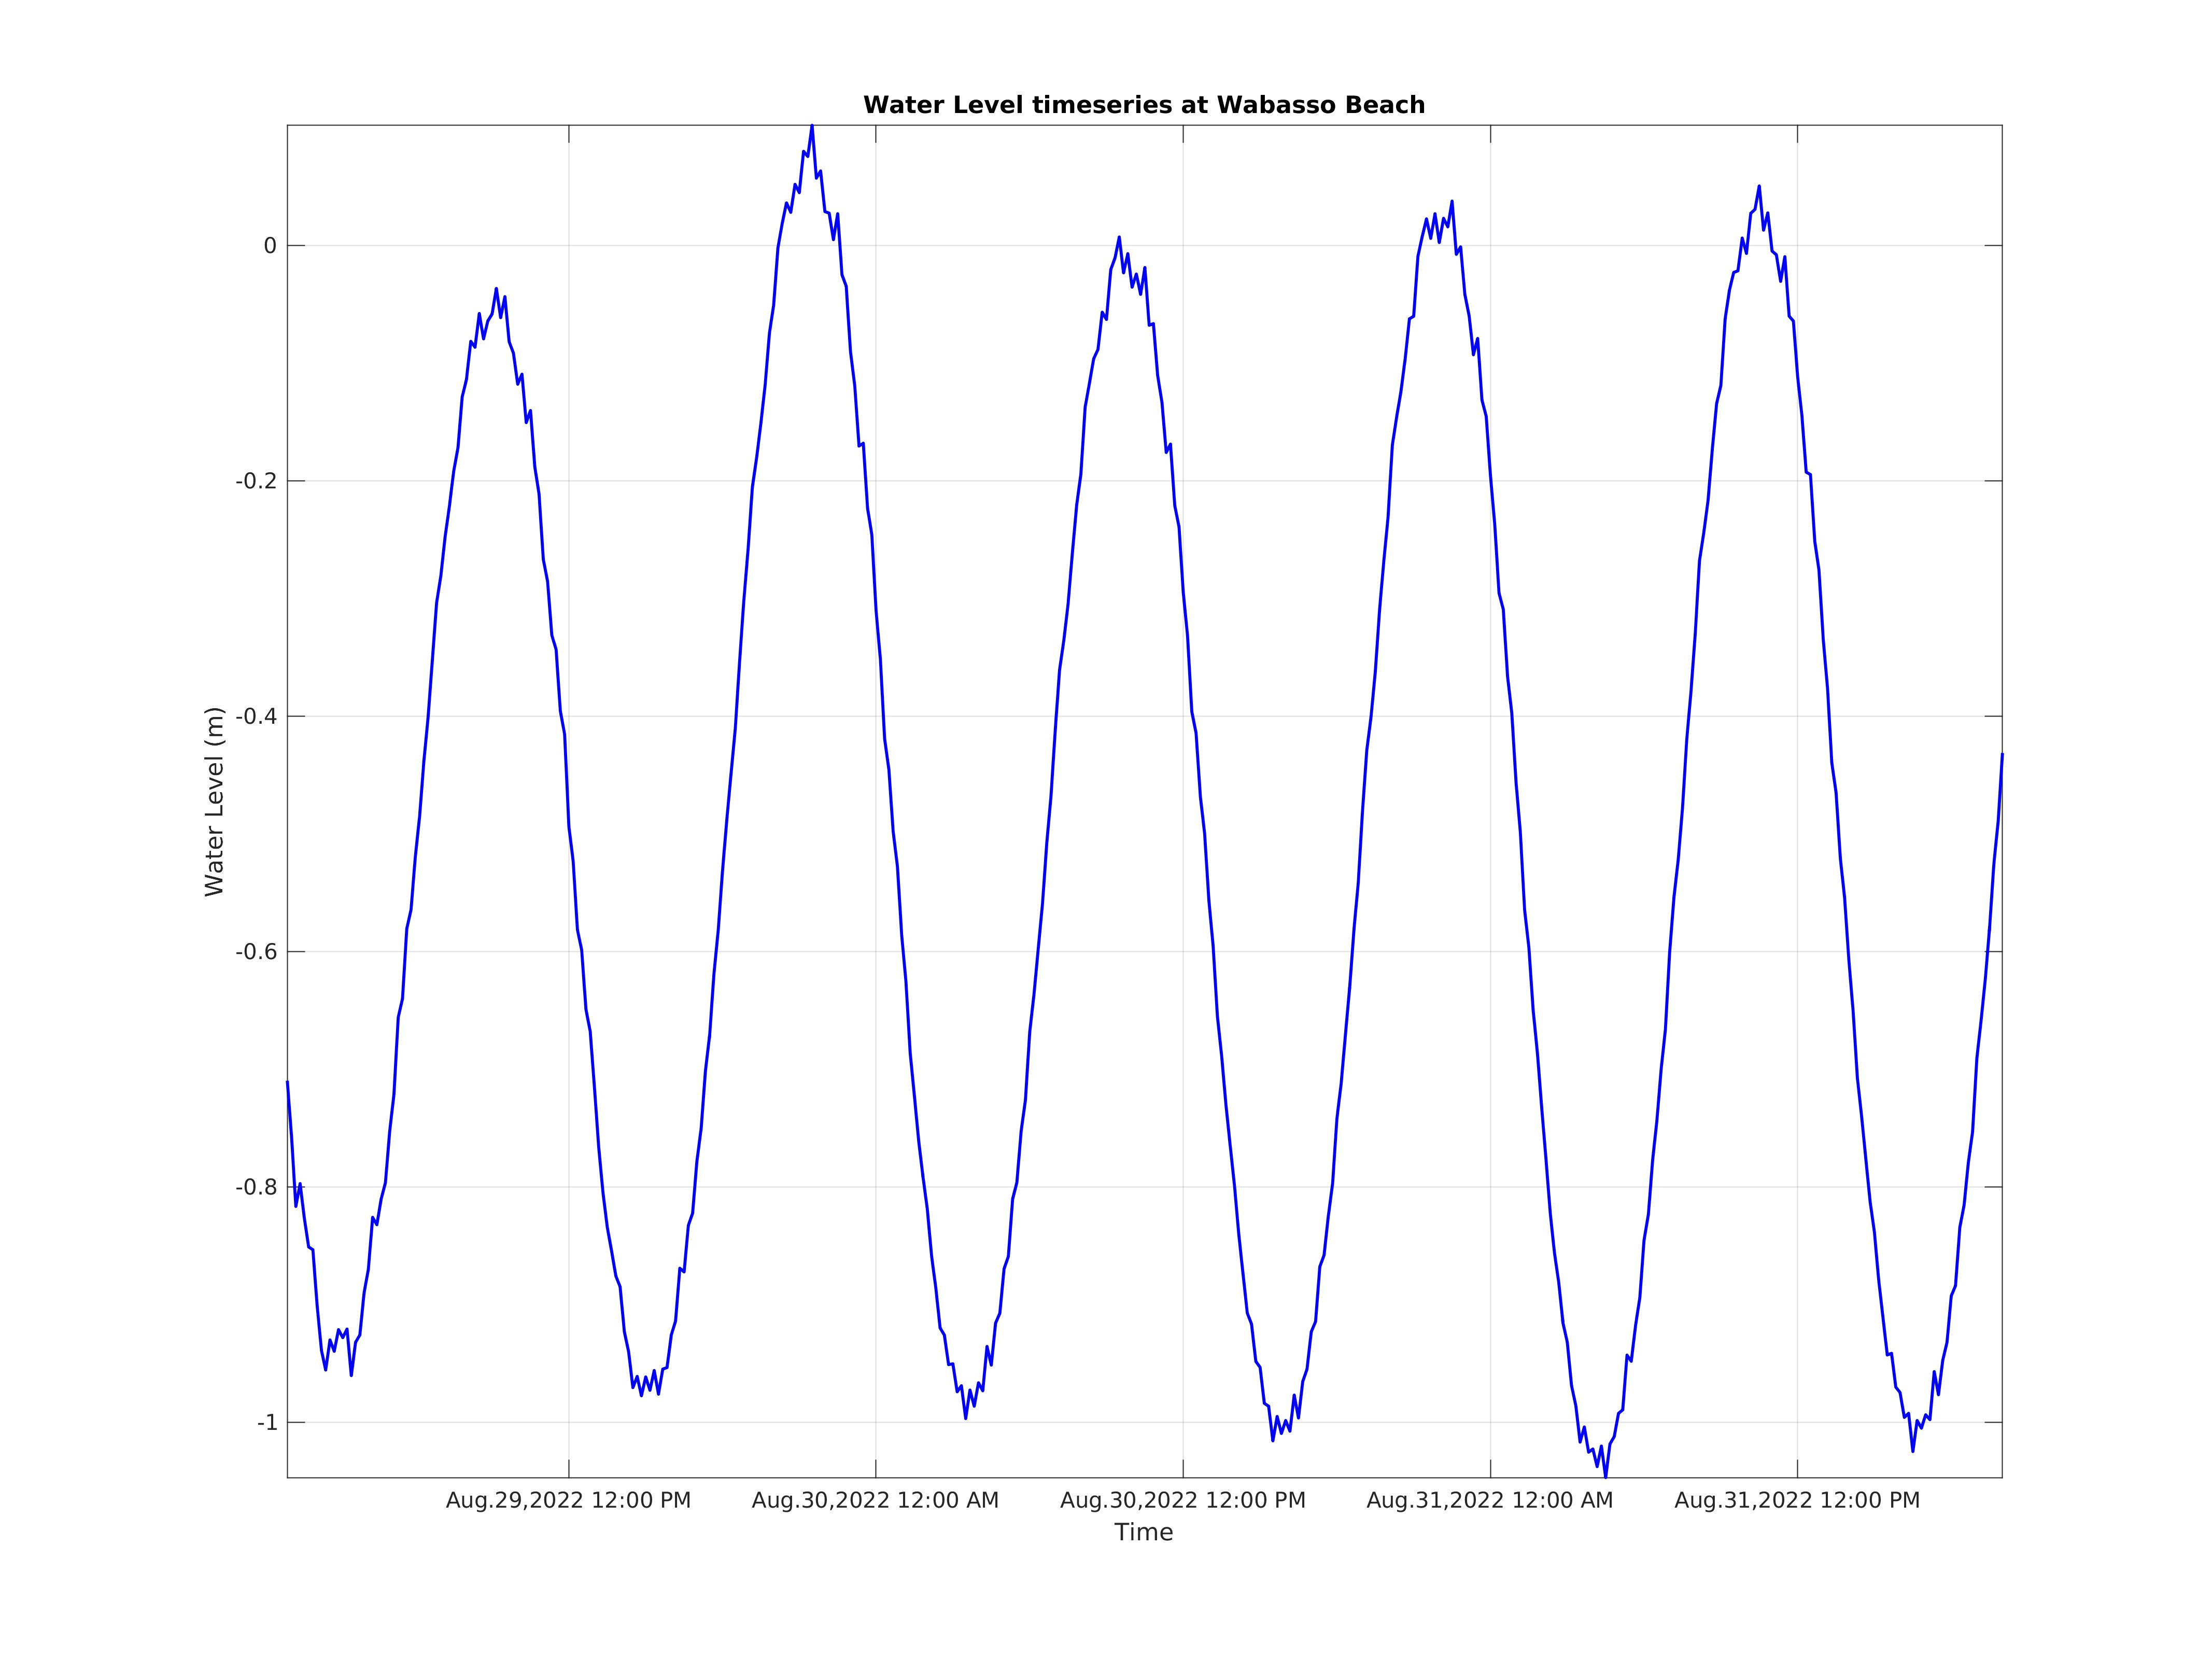 Water Level timeseries at Wabasso Beach
0
-0.2
-0.4
-0.6
-0.8
-1
Water Level (m)
Aug.29,2022 12:00 PM
Aug.30,2022 12:00 AM
Aug.30,2022 12:00 PM
Aug.31,2022 12:00 AM
Aug.31,2022 12:00 PM
Time